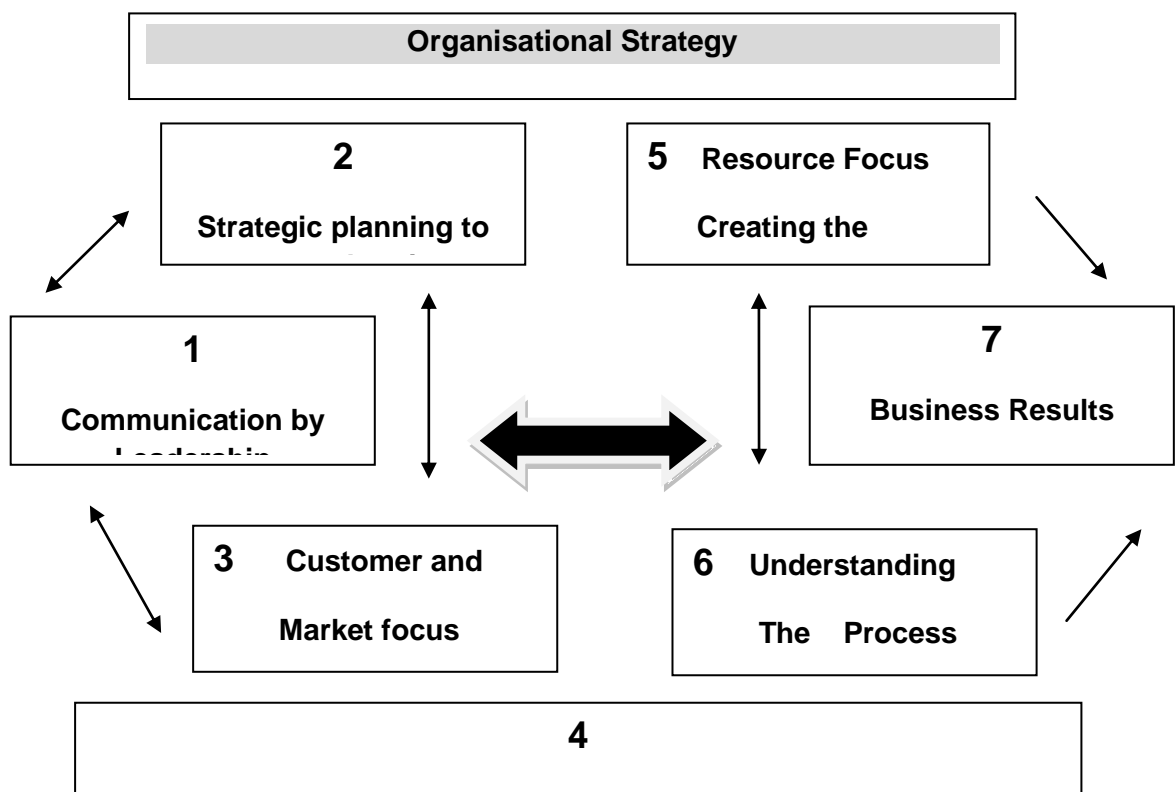 Organisational Strategy
2
Strategic planning to
5 Resource Focus
Creating the
1
Communication by
7
Business Results
3 Customer and
Market focus
6 Understanding
The Process
4